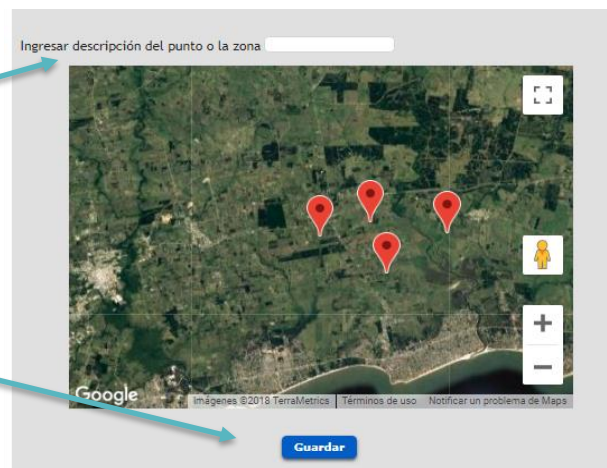 Ingresar descripción del punto o la zona
Google
Imágenes ©2018 TerraMetrics
Términos de uso
Notificar un problema de Maps
Guardar